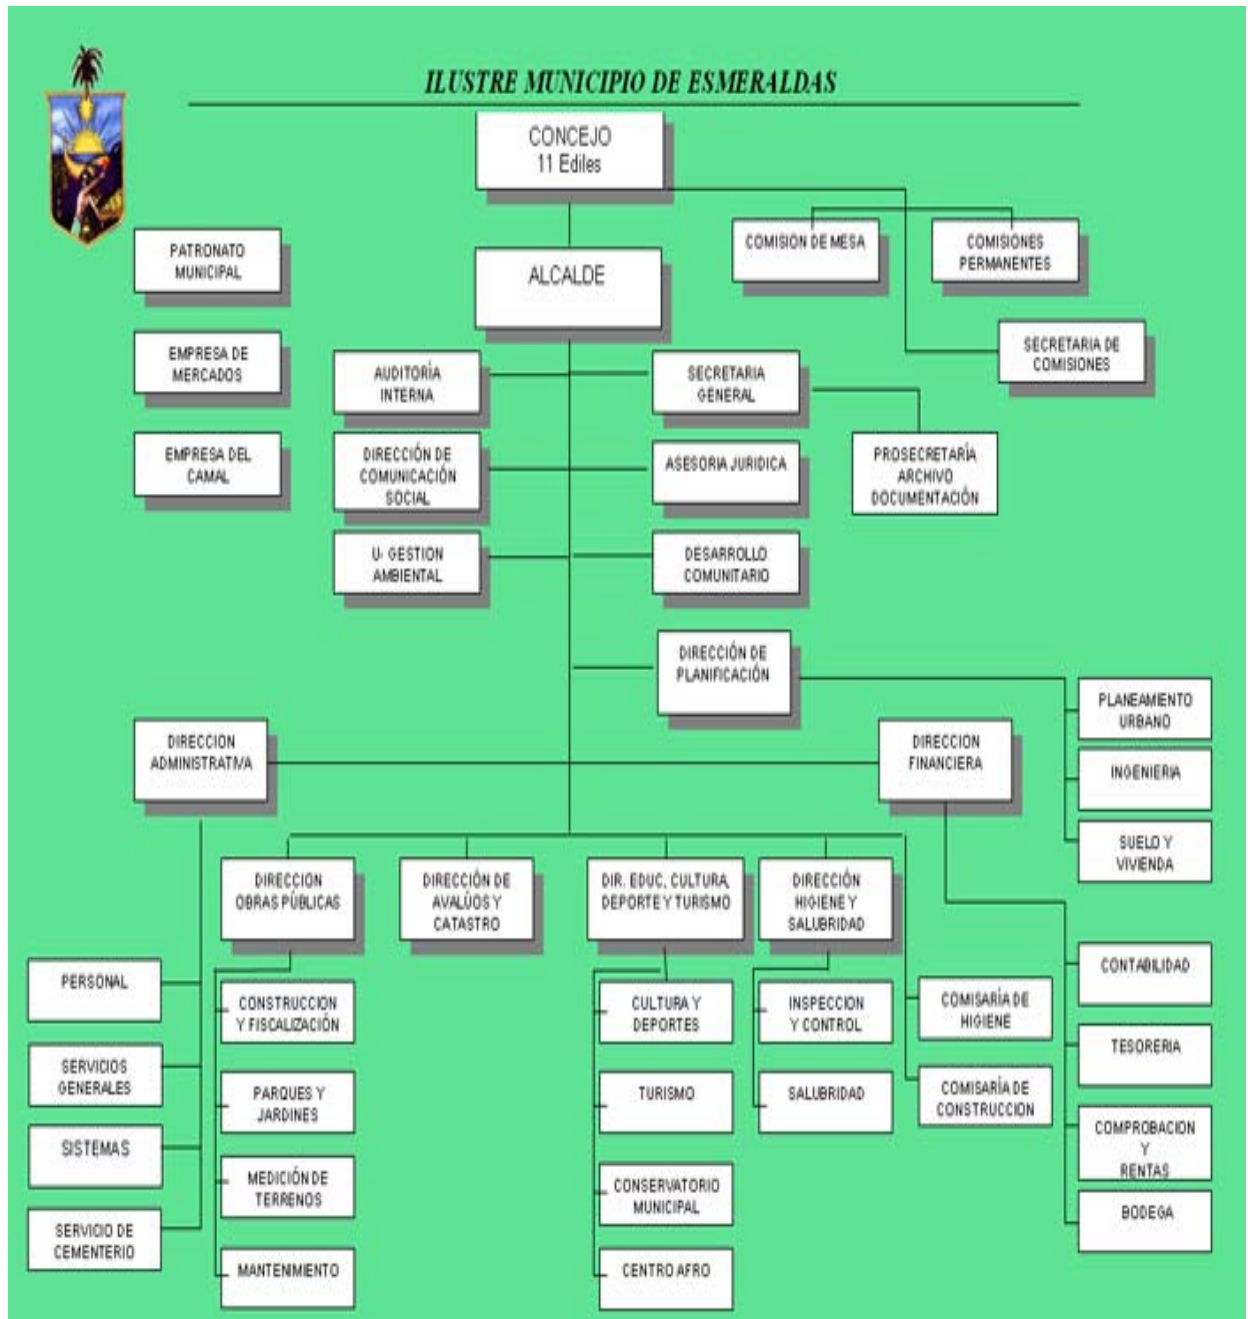 ILUSTRE MUNICIPIO DE ESMERALDAS
CONCEJO
11 Ediles
PATRONATO
MUNICIPAL
ALCALDE
COMISION DE MESA
COMISIONES
PERMANENTES
EMPRESA DE
MERCADOS
AUDITORÍA
INTERNA
SECRETARIA
GENERAL
SECRETARIA DE
COMISIONES
EMPRESA DEL
CAMAL
DIRECCIÓN DE
COMUNICACIÓN
SOCIAL
ASESORIA JURIDICA
PROSECRETARÍA
ARCHIVO
DOCUMENTACIÓN
U. GESTION
AMBIENTAL
DESARROLLO
COMUNITARIO
DIRECCIÓN DE
PLANIFICACIÓN
PLANEAMIENTO
URBANO
INGENIERIA
SUELO Y
VIVIENDA
DIRECCION
ADMINISTRATIVA
DIRECCION
FINANCIERA
DIRECCION
OBRAS PÚBLICAS
DIRECCIÓN DE
AVALÚOS Y
CATASTRO
DIR. EDUC. CULTURA,
DEPORTE Y TURISMO
DIRECCIÓN
HIGIENE Y
SALUBRIDAD
PERSONAL
SERVICIOS
GENERALES
SISTEMAS
SERVICIO DE
CEMENTERIO
CONSTRUCCION
Y FISCALIZACIÓN
PARQUES Y
JARDINES
MEDICIÓN DE
TERRENOS
MANTENIMIENTO
CULTURA Y
DEPORTES
TURISMO
CONSERVATORIO
MUNICIPAL
CENTRO AFRO
INSPECCION
Y CONTROL
SALUBRIDAD
COMISARÍA DE
HIGIENE
COMISARÍA DE
CONSTRUCCION
CONTABILIDAD
TESORERIA
COMPROBACION
Y
RENTAS
BODEGA